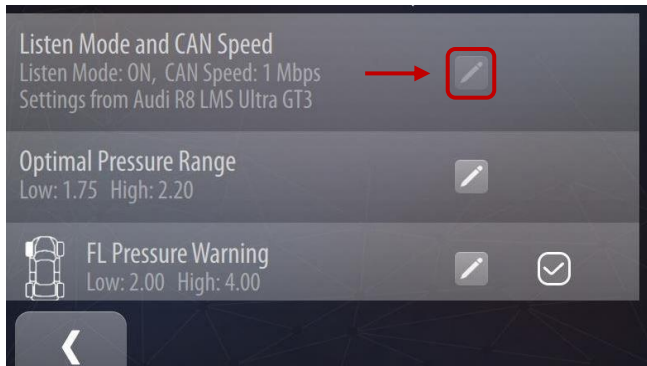 Listen Mode and CAN Speed
Listen Mode: ON, CAN Speed: 1 Mbps
Settings from Audi R8 LMS Ultra GT3
Optimal Pressure Range
Low: 1.75 High: 2.20
FL Pressure Warning
Low: 2.00 High: 4.00